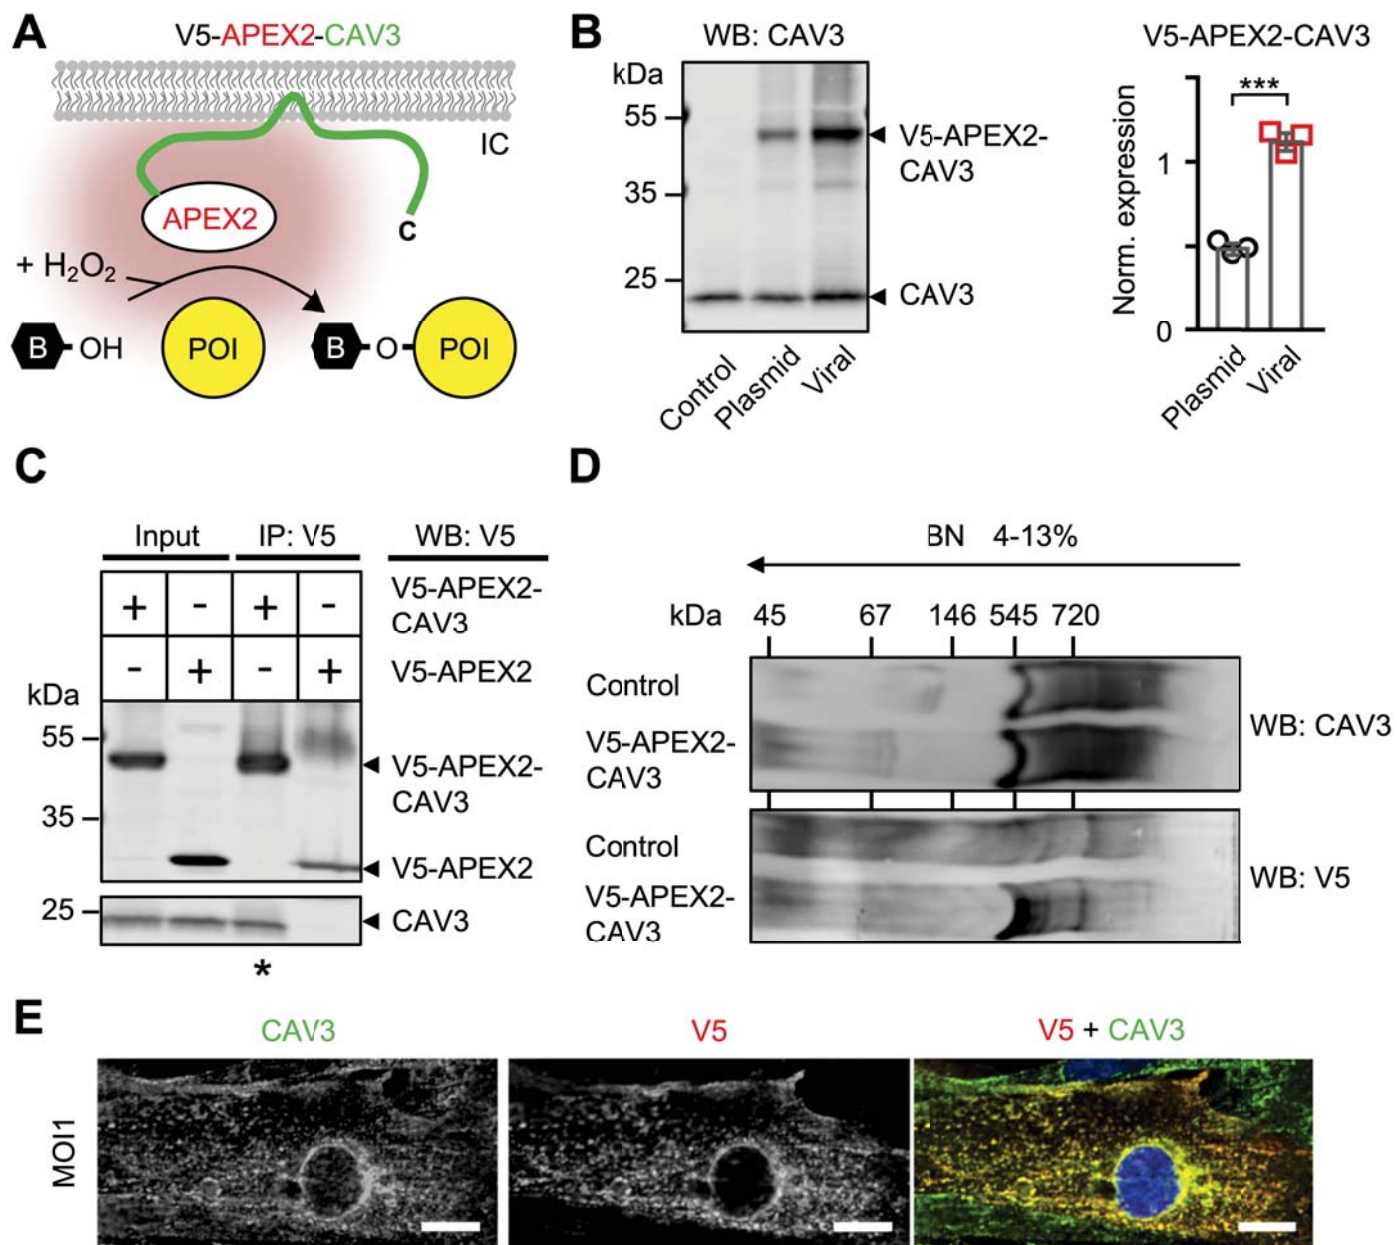 A
V5-APEX2-CAV3
IC
APEX2
C
+ H₂O₂
B
OH
POI
B
O
POI
B
WB: CAV3
kDa
55
35
25
V5-APEX2-
CAV3
CAV3
Control
Plasmid
Viral
V5-APEX2-CAV3
***
Norm. expression
1
0
Plasmid
Viral
C
Input
IP: V5
WB: V5
+
-
+
-
V5-APEX2-
CAV3
-
+
-
+
V5-APEX2
kDa
55
35
25
V5-APEX2-
CAV3
V5-APEX2
CAV3
*
D
BN 4-13%
kDa
45
67
146
545
720
Control
V5-APEX2-
CAV3
WB: CAV3
Control
V5-APEX2-
CAV3
WB: V5
E
CAV3
V5
V5 + CAV3
MOI1